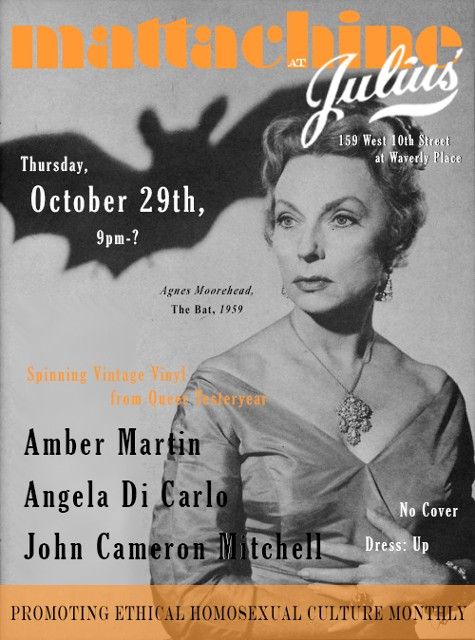 mattachine
AT Julius'
159 West 10th Street
at Waverly Place
Thursday,
October 29th,
9pm-?
Agnes Moorehead,
The Bat, 1959
Spinning Vintage Vinyl
from Queer Yesteryear
Amber Martin
Angela Di Carlo
John Cameron Mitchell
No Cover
Dress: Up
PROMOTING ETHICAL HOMOSEXUAL CULTURE MONTHLY